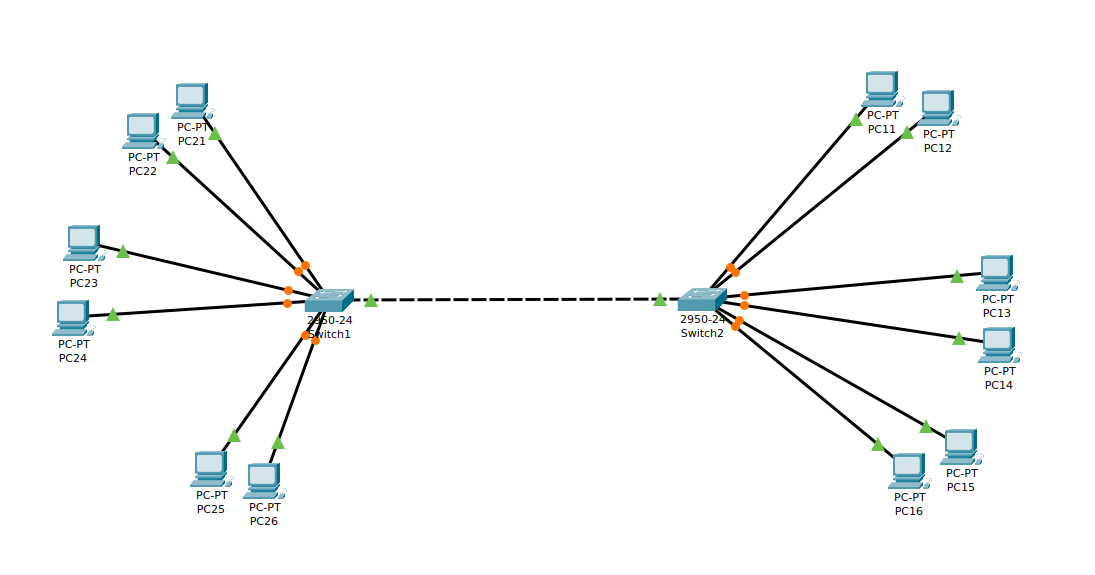 PC-PT
PC21
PC-PT
PC22
PC-PT
PC23
PC-PT
PC24
PC-PT
PC25
PC-PT
PC26
2950-24
Switch1
2950-24
Switch2
PC-PT
PC11
PC-PT
PC12
PC-PT
PC13
PC-PT
PC14
PC-PT
PC15
PC-PT
PC16